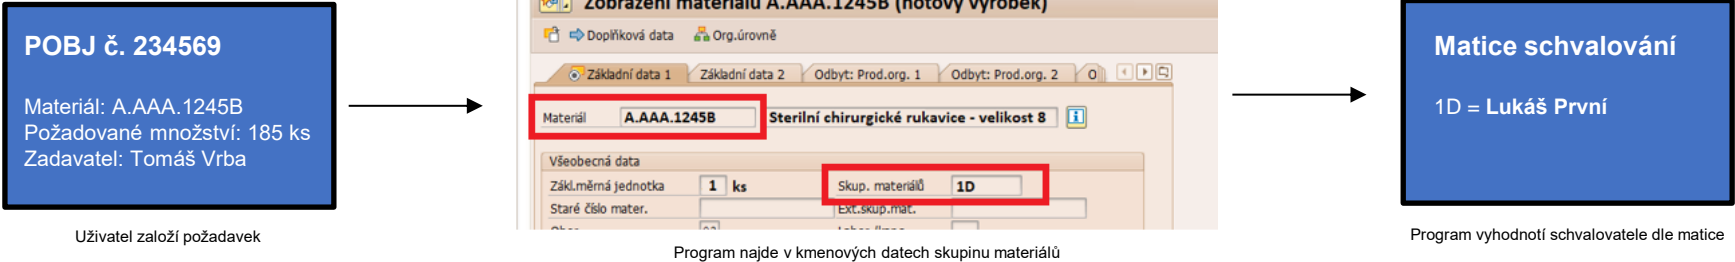 POBJ č. 234569
Materiál: A.AAA.1245B
Požadované množství: 185 ks
Zadavatel: Tomáš Vrba
Uživatel založí požadavek
Zobrazení materiálu A.AAA.1245B (hotový výrobek)
Doplňková data Org.úrovně
Základní data 1 Základní data 2 Odbyt: Prod.org. 1 Odbyt: Prod.org. 2 O
Materiál A.AAA.1245B Sterilní chirurgické rukavice - velikost 8
Všeobecná data
Zákl.měrná jednotka 1 ks Skup. materiálů 1D
Staré číslo mater. Ext.skup.mat.
Program najde v kmenových datech skupinu materiálů
Matice schvalování
1D = Lukáš První
Program vyhodnotí schvalovatele dle matice